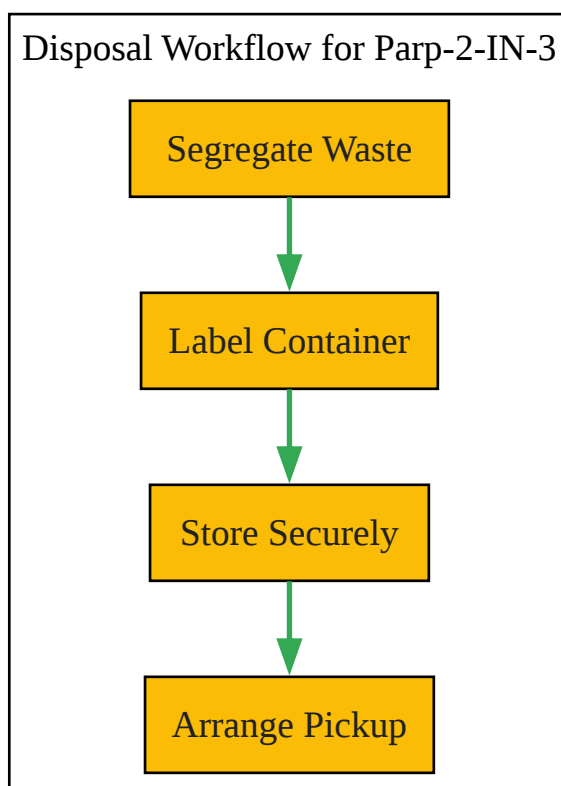 Disposal Workflow for Parp-2-IN-3
Segregate Waste
Label Container
Store Securely
Arrange Pickup